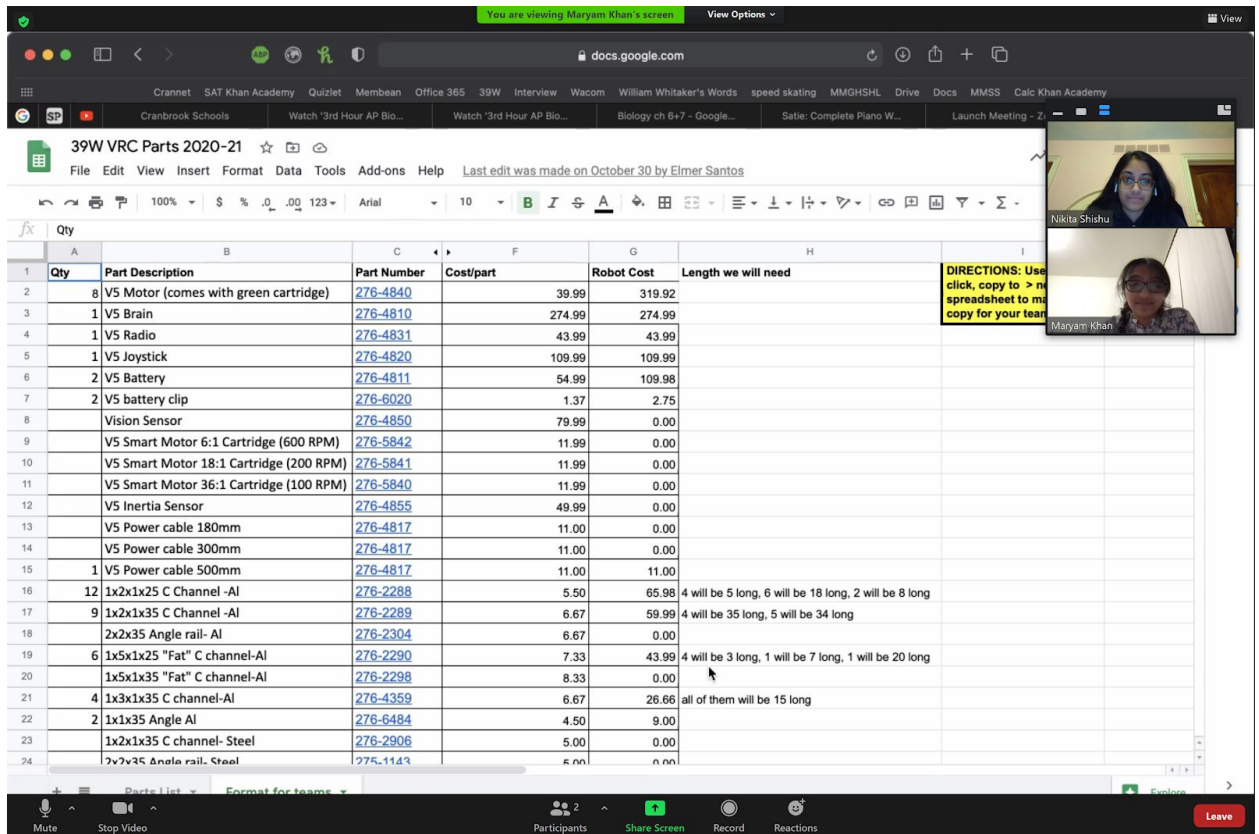 You are viewing Maryam Khan's screen View Options
View
docs.google.com
Crannet SAT Khan Academy Quizlet Membean Office 365 39W Interview Wacom William Whitaker's Words speed skating MMGHSHL Drive Docs MMSS Calc Khan Academy
Cranbrook Schools Watch '3rd Hour AP Bio... Watch '3rd Hour AP Bio... Biology ch 6+7 - Google... Satie: Complete Piano W... Launch Meeting - Z
39W VRC Parts 2020-21
File Edit View Insert Format Data Tools Add-ons Help Last edit was made on October 30 by Elmer Santos
100% $ % .0 .00 123 Arial 10 B I S A
fx Qty
A B C F G H I
1 Qty Part Description Part Number Cost/part Robot Cost Length we will need
2 8 V5 Motor (comes with green cartridge) 276-4840 39.99 319.92
3 1 V5 Brain 276-4810 274.99 274.99
4 1 V5 Radio 276-4831 43.99 43.99
5 1 V5 Joystick 276-4820 109.99 109.99
6 2 V5 Battery 276-4811 54.99 109.98
7 2 V5 battery clip 276-6020 1.37 2.75
8 Vision Sensor 276-4850 79.99 0.00
9 V5 Smart Motor 6:1 Cartridge (600 RPM) 276-5842 11.99 0.00
10 V5 Smart Motor 18:1 Cartridge (200 RPM) 276-5841 11.99 0.00
11 V5 Smart Motor 36:1 Cartridge (100 RPM) 276-5840 11.99 0.00
12 V5 Inertia Sensor 276-4855 49.99 0.00
13 V5 Power cable 180mm 276-4817 11.00 0.00
14 V5 Power cable 300mm 276-4817 11.00 0.00
15 1 V5 Power cable 500mm 276-4817 11.00 11.00
16 12 1x2x1x25 C Channel -Al 276-2288 5.50 65.98 4 will be 5 long, 6 will be 18 long, 2 will be 8 long
17 9 1x2x1x35 C Channel -Al 276-2289 6.67 59.99 4 will be 35 long, 5 will be 34 long
18 2x2x35 Angle rail- Al 276-2304 6.67 0.00
19 6 1x5x1x25 "Fat" C channel-Al 276-2290 7.33 43.99 4 will be 3 long, 1 will be 7 long, 1 will be 20 long
20 1x5x1x35 "Fat" C channel-Al 276-2298 8.33 0.00
21 4 1x3x1x35 C channel-Al 276-4359 6.67 26.66 all of them will be 15 long
22 2 1x1x35 Angle Al 276-6484 4.50 9.00
23 1x2x1x35 C channel- Steel 276-2906 5.00 0.00
24 2x2x35 Angle rail- Steel 275-1143 5.00 0.00
DIRECTIONS: Use
click, copy to > ne
spreadsheet to ma
copy for your team
Nikita Shishu
Maryam Khan
Parts List Format for teams Explore
Mute Stop Video Participants 2 Share Screen Record Reactions Leave